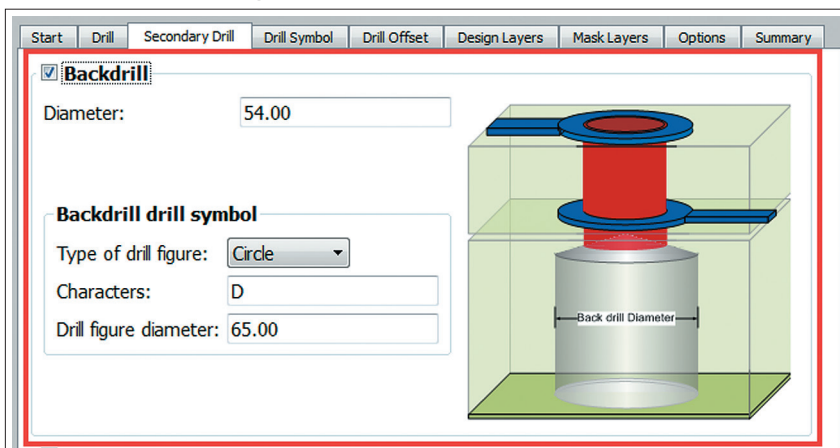 Start Drill Secondary Drill Drill Symbol Drill Offset Design Layers Mask Layers Options Summary
Backdrill
Diameter: 54.00
Backdrill drill symbol
Type of drill figure: Circle
Characters: D
Drill figure diameter: 65.00
Back drill Diameter